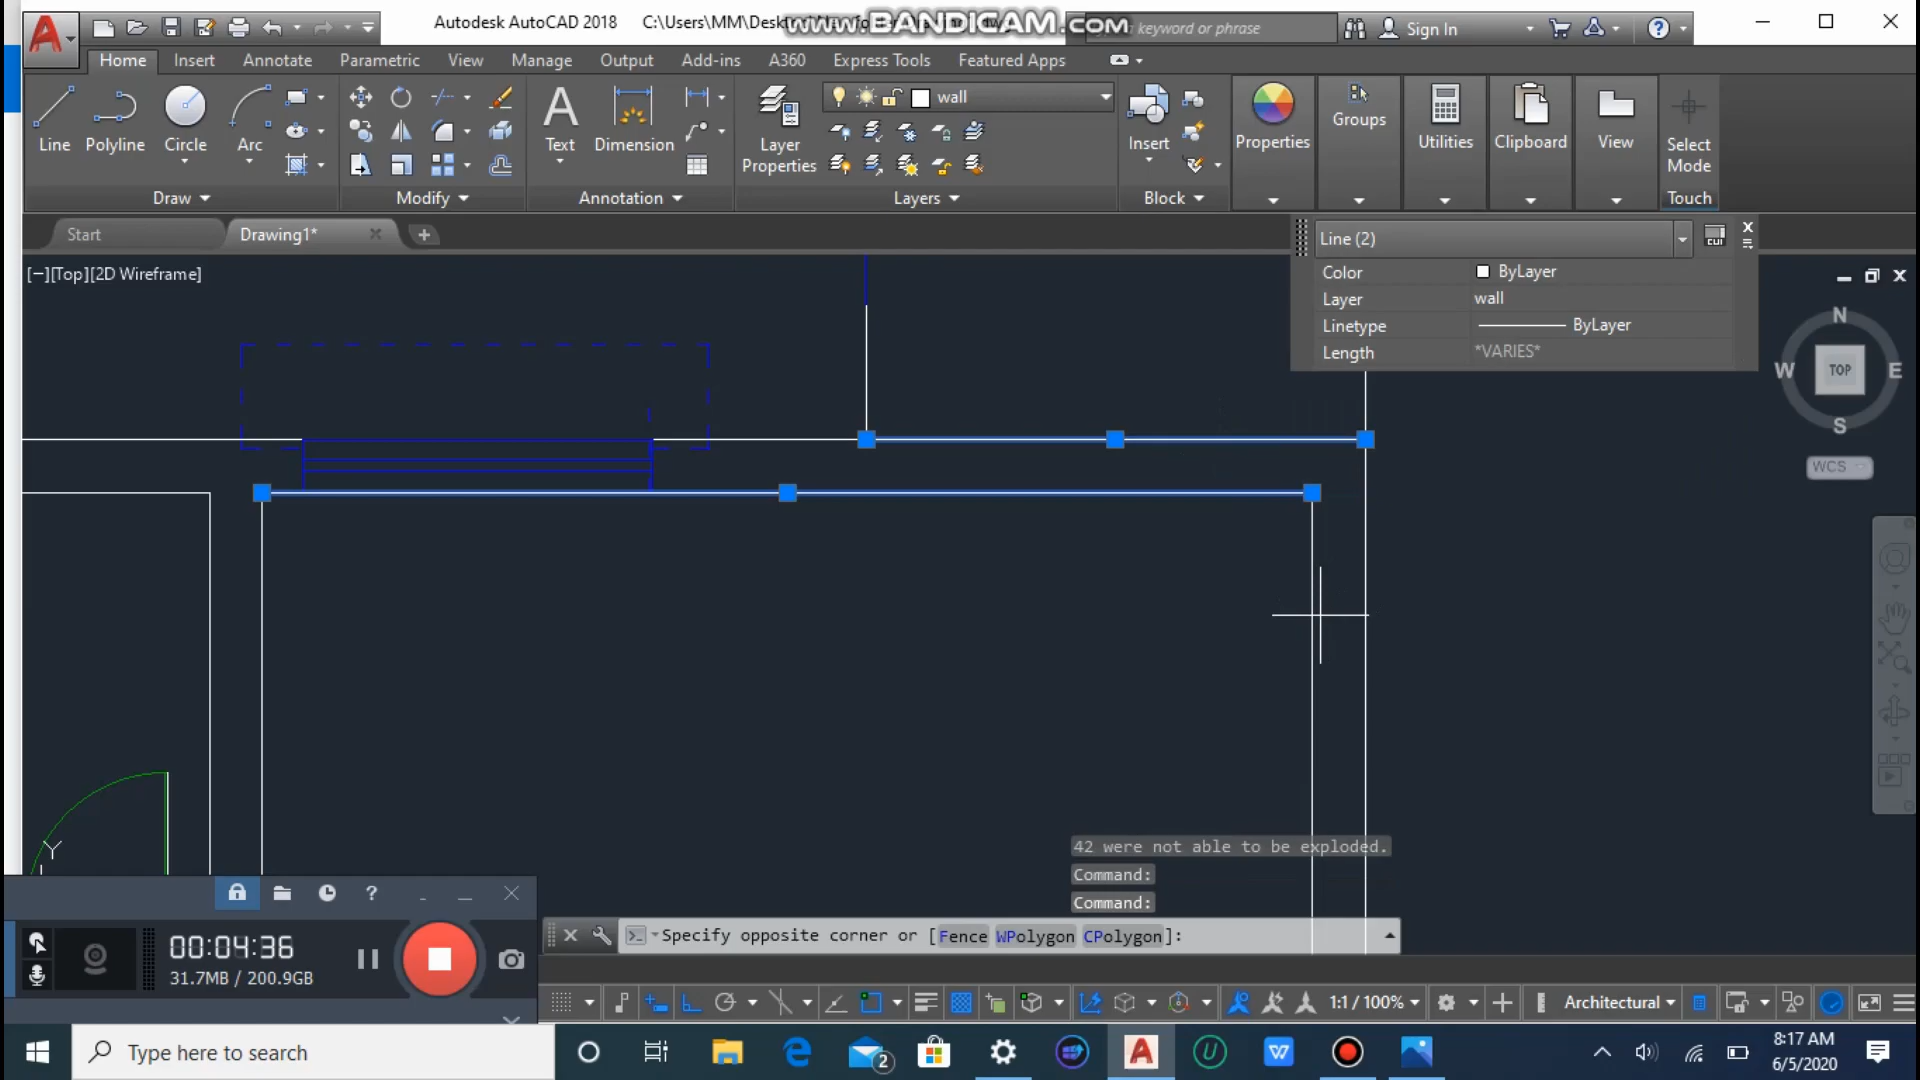 Autodesk AutoCAD 2018 C:\Users\MM\Desk
www.BANDICAM.com
keyword or phrase
Sign In
Home Insert Annotate Parametric View Manage Output Add-ins A360 Express Tools Featured Apps
wall
Line Polyline Circle Arc
Text Dimension
Layer
Properties
Insert
Properties
Groups
Utilities
Clipboard
View
Select
Mode
Draw Modify Annotation Layers Block Touch
Start
Drawing1*
[−][Top][2D Wireframe]
Line (2)
CUI
Color ByLayer
Layer wall
Linetype ByLayer
Length *VARIES*
N
W TOP E
S
WCS
Y
42 were not able to be exploded.
Command:
Command:
Specify opposite corner or [Fence WPolygon CPolygon]:
00:04:36
31.7MB / 200.9GB
1:1 / 100%
Architectural
Type here to search
2
8:17 AM
6/5/2020